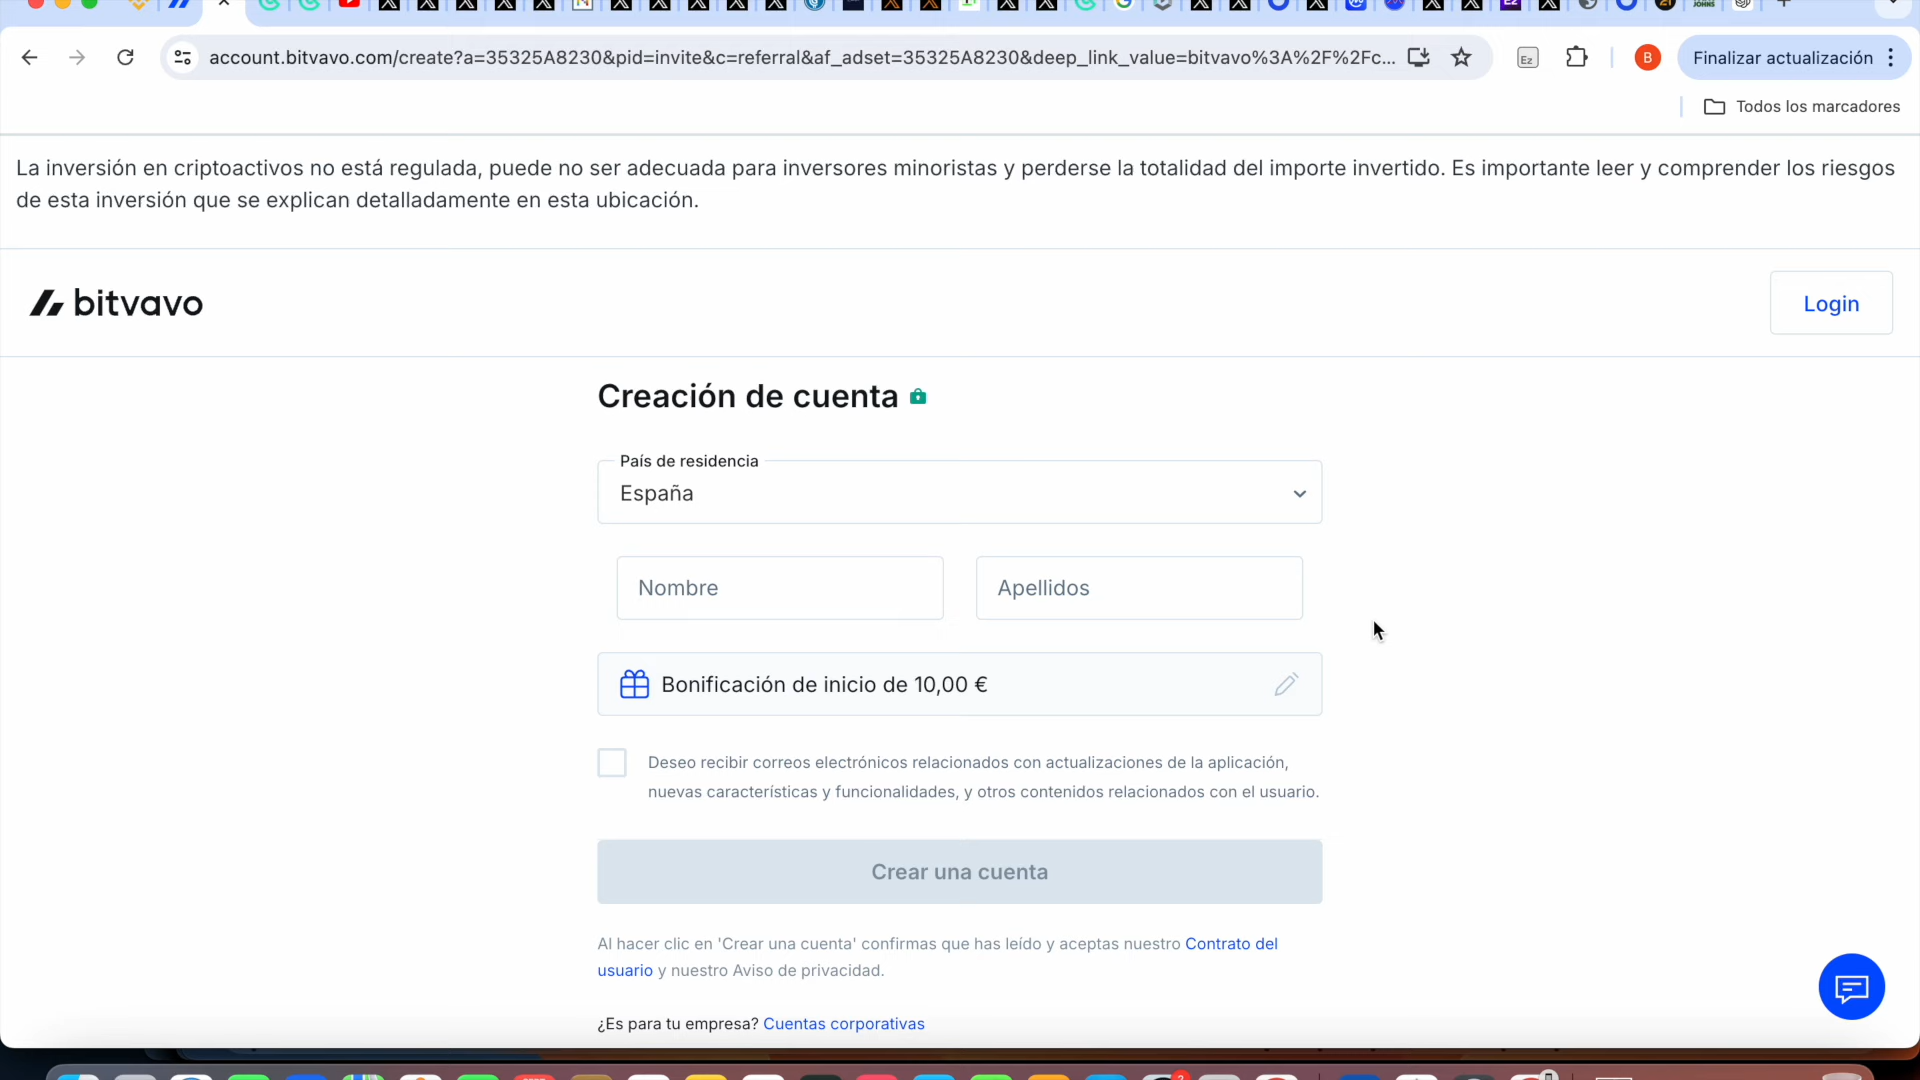 account.bitvavo.com/create?a=35325A8230&pid=invite&c=referral&af_adset=35325A8230&deep_link_value=bitvavo%3A%2F%2Fc...
Ez
B
Finalizar actualización
Todos los marcadores
La inversión en criptoactivos no está regulada, puede no ser adecuada para inversores minoristas y perderse la totalidad del importe invertido. Es importante leer y comprender los riesgos
de esta inversión que se explican detalladamente en esta ubicación.
bitvavo
Login
Creación de cuenta
País de residencia
España
Nombre
Apellidos
Bonificación de inicio de 10,00 €
Deseo recibir correos electrónicos relacionados con actualizaciones de la aplicación,
nuevas características y funcionalidades, y otros contenidos relacionados con el usuario.
Crear una cuenta
Al hacer clic en 'Crear una cuenta' confirmas que has leído y aceptas nuestro Contrato del
usuario y nuestro Aviso de privacidad.
¿Es para tu empresa? Cuentas corporativas